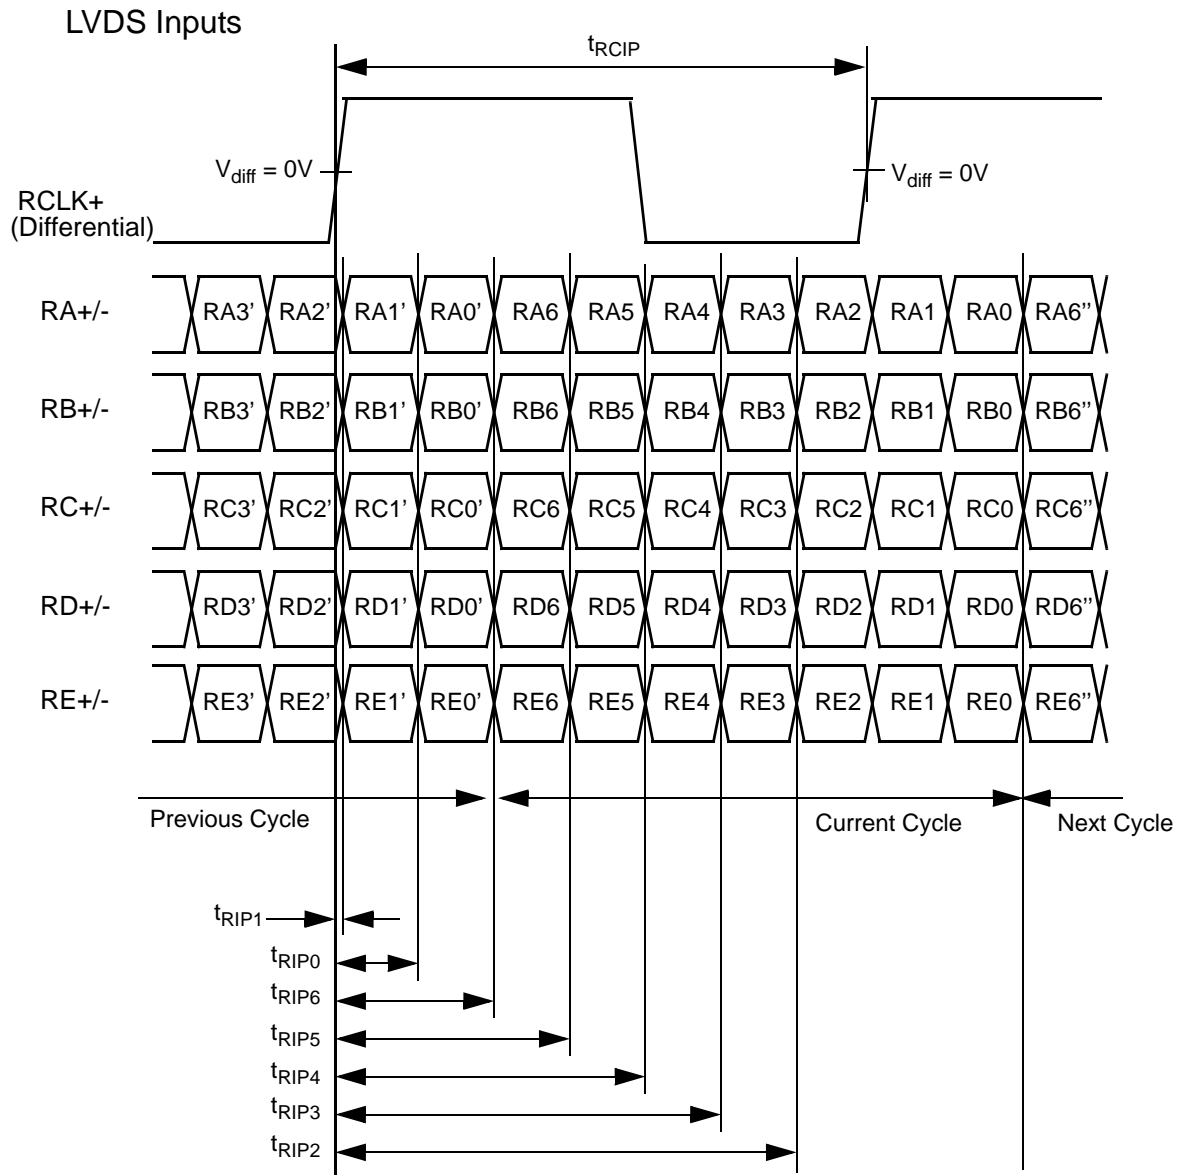 LVDS Inputs
tRCIP
Vdiff = 0V
Vdiff = 0V
RCLK+
(Differential)
RA+/- RA3' RA2' RA1' RA0' RA6 RA5 RA4 RA3 RA2 RA1 RA0 RA6''
RB+/- RB3' RB2' RB1' RB0' RB6 RB5 RB4 RB3 RB2 RB1 RB0 RB6''
RC+/- RC3' RC2' RC1' RC0' RC6 RC5 RC4 RC3 RC2 RC1 RC0 RC6''
RD+/- RD3' RD2' RD1' RD0' RD6 RD5 RD4 RD3 RD2 RD1 RD0 RD6''
RE+/- RE3' RE2' RE1' RE0' RE6 RE5 RE4 RE3 RE2 RE1 RE0 RE6''
Previous Cycle Current Cycle Next Cycle
tRIP1
tRIP0
tRIP6
tRIP5
tRIP4
tRIP3
tRIP2